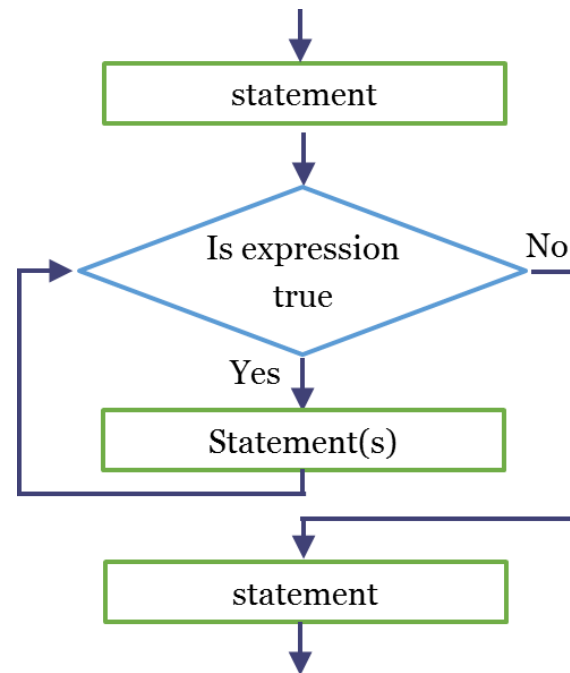 statement
Is expression
true
No
Yes
Statement(s)
statement